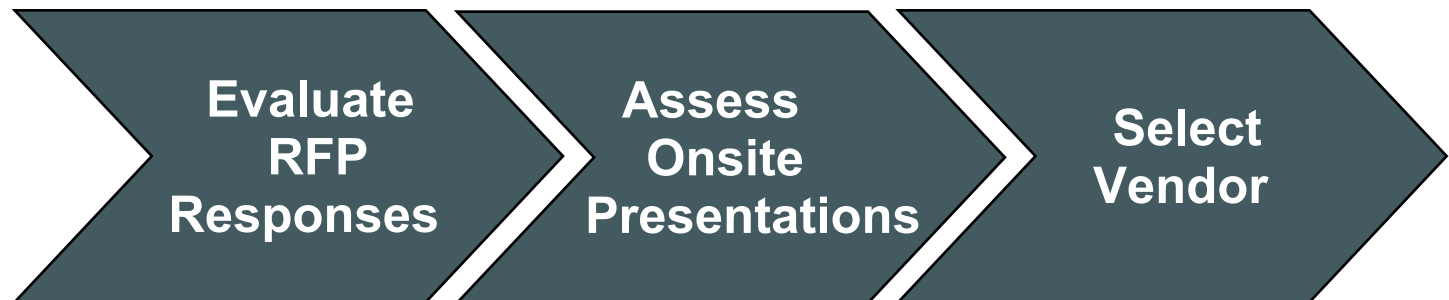 Evaluate
RFP
Responses
Assess
Onsite
Presentations
Select
Vendor